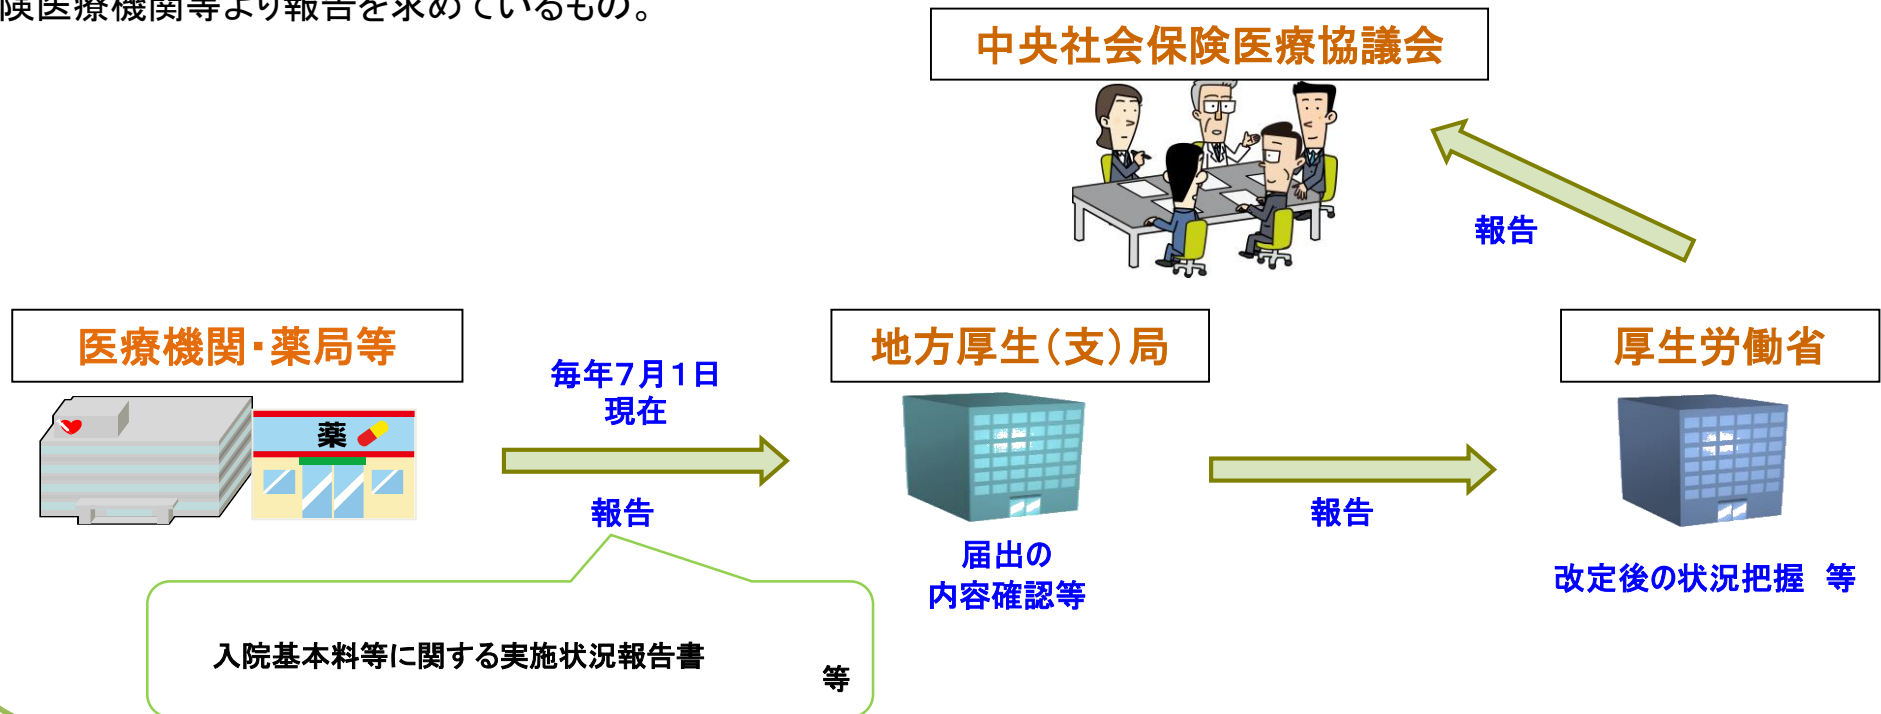 険医療機関等より報告を求めているもの。
中央社会保険医療協議会
報告
医療機関・薬局等
毎年７月１日
現在
薬
報告
地方厚生（支）局
届出の
内容確認等
報告
厚生労働省
改定後の状況把握　等
入院基本料等に関する実施状況報告書
等